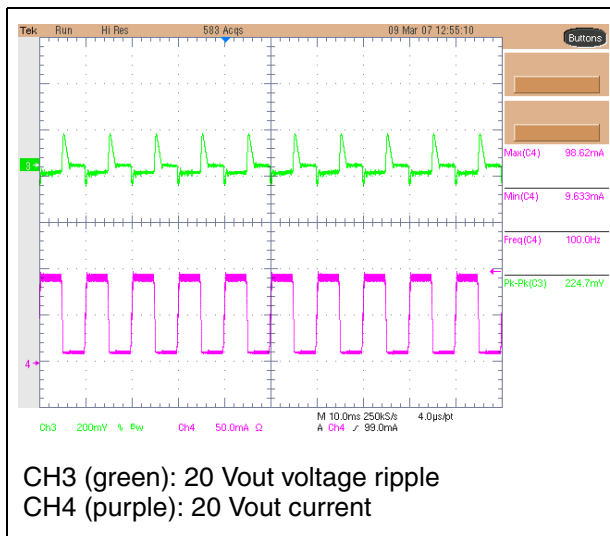 Tek Run Hi Res 583 Acqs 09 Mar 07 12:55:10
Buttons
3
Max(C4) 98.62mA
Min(C4) 9.633mA
Freq(C4) 100.0Hz
Pk-Pk(C3) 224.7mV
4
M 10.0ms 250kS/s 4.0µs/pt
Ch3 200mV % Bw Ch4 50.0mA Ω A Ch4 ∕ 99.0mA
CH3 (green): 20 Vout voltage ripple
CH4 (purple): 20 Vout current